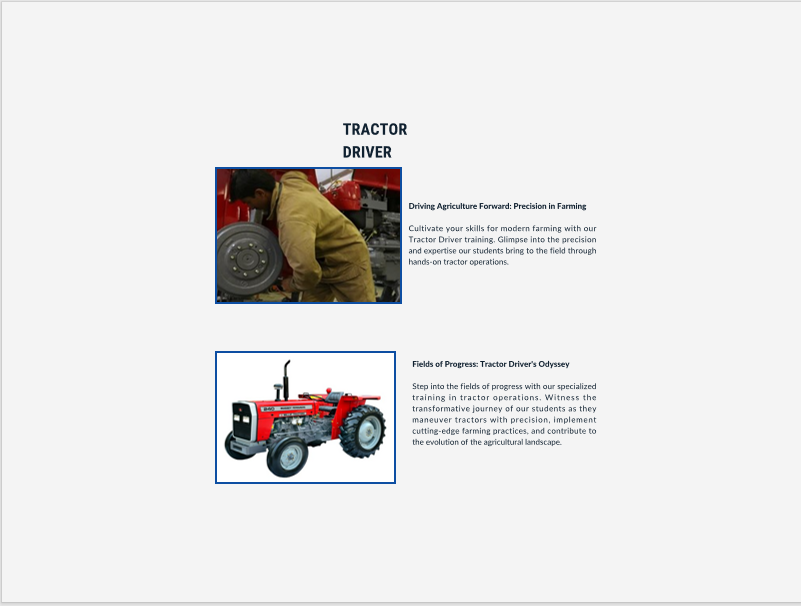 TRACTOR
DRIVER
Driving Agriculture Forward: Precision in Farming
Cultivate your skills for modern farming with our
Tractor Driver training. Glimpse into the precision
and expertise our students bring to the field through
hands-on tractor operations.
Fields of Progress: Tractor Driver's Odyssey
Step into the fields of progress with our specialized
training in tractor operations. Witness the
transformative journey of our students as they
maneuver tractors with precision, implement
cutting-edge farming practices, and contribute to
the evolution of the agricultural landscape.